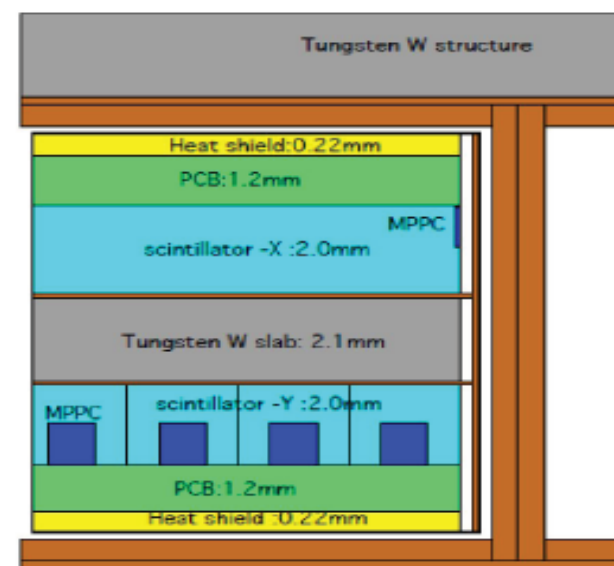 Tungsten W structure
Heat shield:0.22mm
PCB:1.2mm
MPPC
scintillator -X :2.0mm
Tungsten W slab: 2.1mm
scintillator -Y :2.0mm
MPPC
PCB:1.2mm
Heat shield :0.22mm